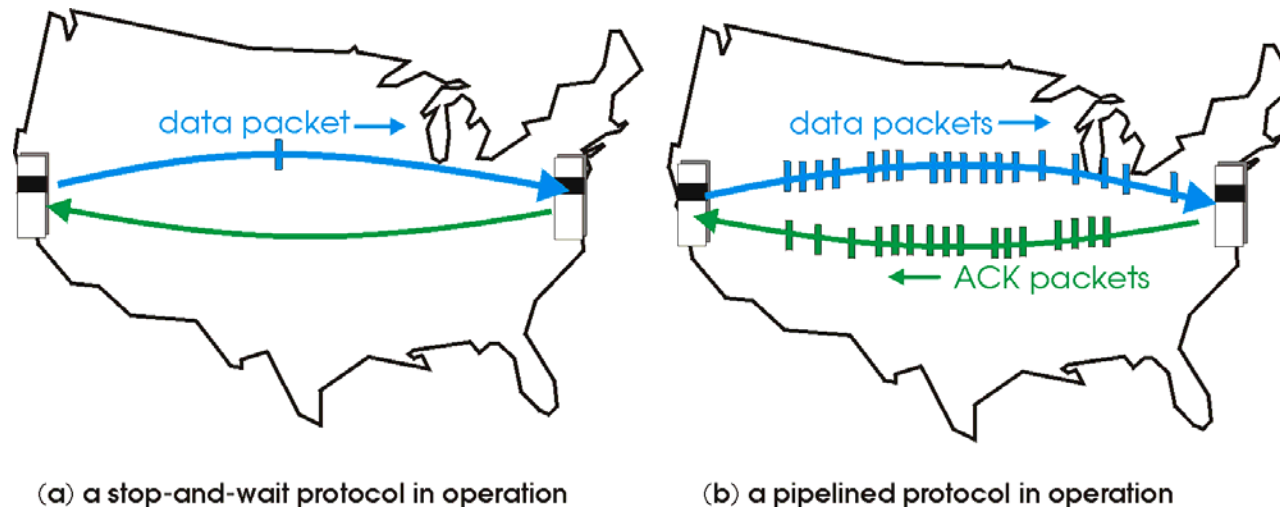 data packet
data packets
ACK packets
(a) a stop-and-wait protocol in operation
(b) a pipelined protocol in operation